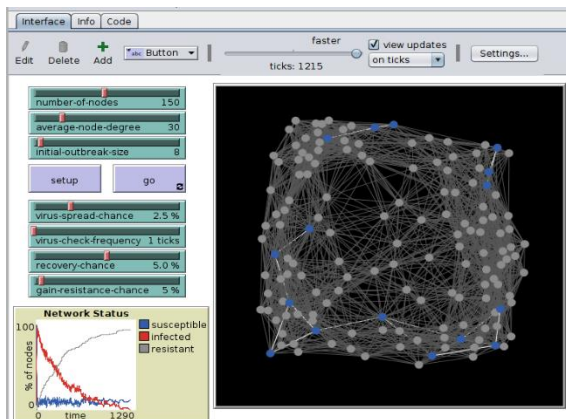 Interface Info Code
Edit Delete Add
abc Button
faster
ticks: 1215
view updates
on ticks
Settings...
number-of-nodes 150
average-node-degree 30
initial-outbreak-size 8
setup go
virus-spread-chance 2.5 %
virus-check-frequency 1 ticks
recovery-chance 5.0 %
gain-resistance-chance 5 %
Network Status
100
% of nodes
0
0 time 1290
susceptible
infected
resistant